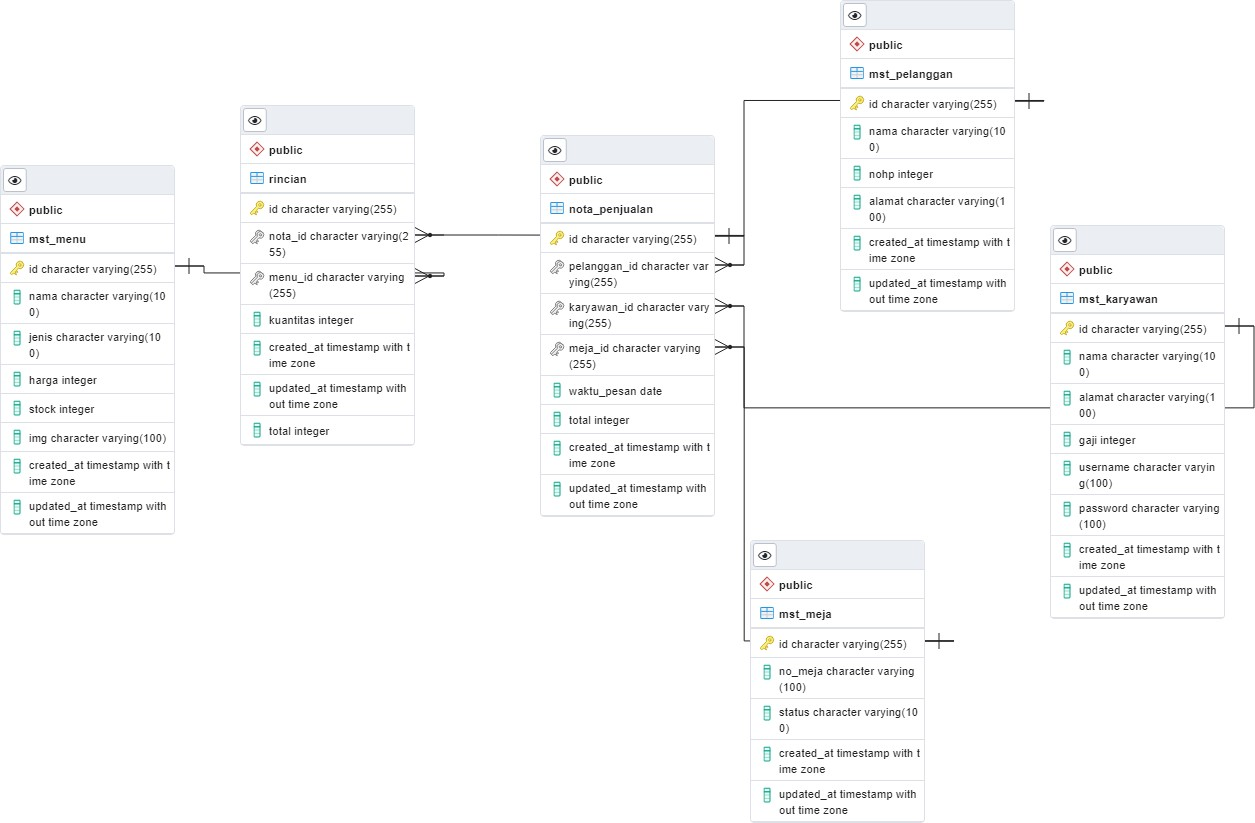 public
mst_menu
id character varying(255)
nama character varying(10
0)
jenis character varying(10
0)
harga integer
stock integer
img character varying(100)
created_at timestamp with t
ime zone
updated_at timestamp with
out time zone
public
rincian
id character varying(255)
nota_id character varying(2
55)
menu_id character varying
(255)
kuantitas integer
created_at timestamp with t
ime zone
updated_at timestamp with
out time zone
total integer
public
nota_penjualan
id character varying(255)
pelanggan_id character var
ying(255)
karyawan_id character vary
ing(255)
meja_id character varying
(255)
waktu_pesan date
total integer
created_at timestamp with t
ime zone
updated_at timestamp with
out time zone
public
mst_pelanggan
id character varying(255)
nama character varying(10
0)
nohp integer
alamat character varying(1
00)
created_at timestamp with t
ime zone
updated_at timestamp with
out time zone
public
mst_karyawan
id character varying(255)
nama character varying(10
0)
alamat character varying(1
00)
gaji integer
username character varyin
g(100)
password character varying
(100)
created_at timestamp with t
ime zone
updated_at timestamp with
out time zone
public
mst_meja
id character varying(255)
no_meja character varying
(100)
status character varying(10
0)
created_at timestamp with t
ime zone
updated_at timestamp with
out time zone